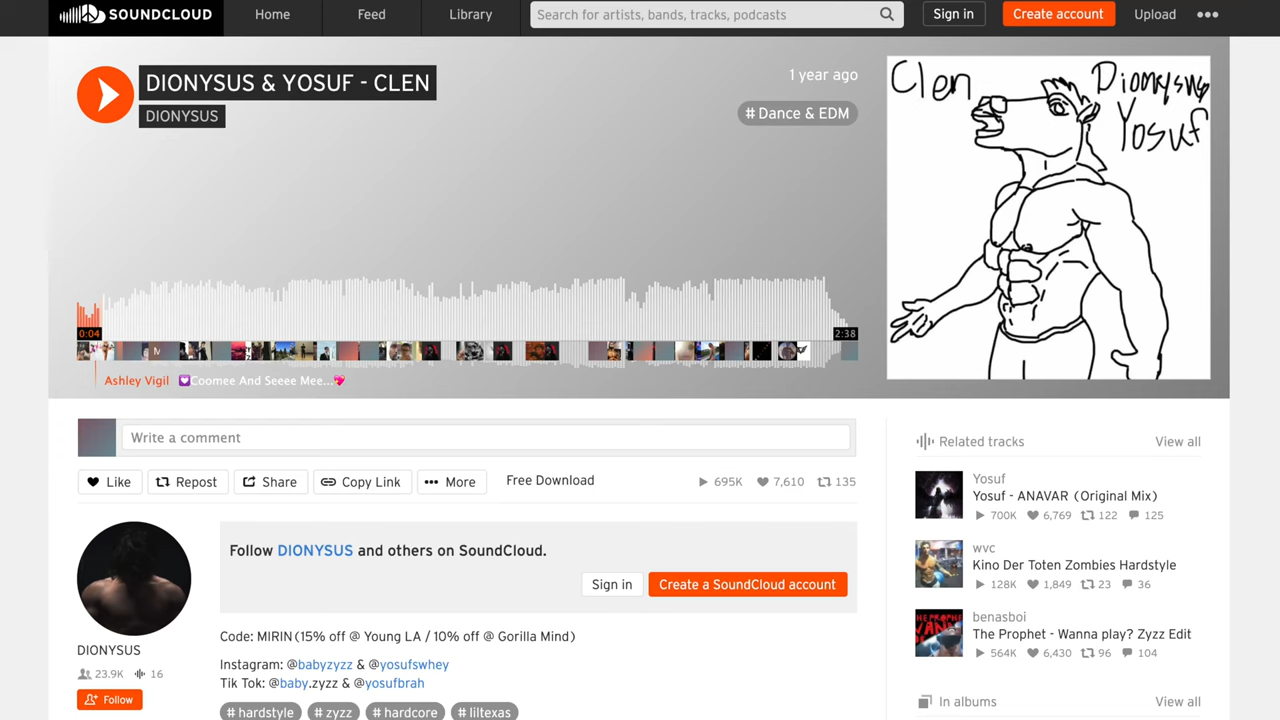 SOUNDCLOUD
Home
Feed
Library
Search for artists, bands, tracks, podcasts
Sign in
Create account
Upload
DIONYSUS & YOSUF - CLEN
DIONYSUS
1 year ago
# Dance & EDM
Clen
Dionysus
Yosuf
0:04
2:38
Ashley Vigil 💟Coomee And Seeee Mee...💖
Write a comment
Like
Repost
Share
Copy Link
More
Free Download
695K
7,610
135
Follow DIONYSUS and others on SoundCloud.
Sign in
Create a SoundCloud account
DIONYSUS
23.9K
16
Follow
Code: MIRIN(15% off @ Young LA / 10% off @ Gorilla Mind)
Instagram: @babyzyzz & @yosufswhey
Tik Tok: @baby.zyzz & @yosufbrah
# hardstyle
# zyzz
# hardcore
# liltexas
Related tracks
View all
Yosuf
Yosuf - ANAVAR (Original Mix)
700K 6,769 122 125
wvc
Kino Der Toten Zombies Hardstyle
128K 1,849 23 36
benasboi
The Prophet - Wanna play? Zyzz Edit
564K 6,430 96 104
In albums
View all